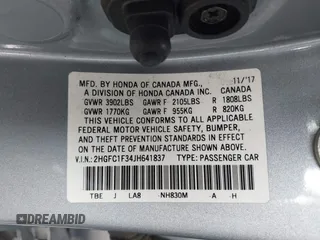 MFD. BY HONDA OF CANADA MFG., 11/'17
A DIVISION OF HONDA CANADA INC. CANADA
GVWR 3902LBS GAWR F 2105LBS R 1808LBS
GVWR 1770KG GAWR F 955KG R 820KG
THIS VEHICLE CONFORMS TO ALL APPLICABLE
FEDERAL MOTOR VEHICLE SAFETY, BUMPER,
AND THEFT PREVENTION STANDARDS IN EFFECT
ON THE DATE OF MANUFACTURE SHOWN ABOVE.
V.I.N.: 2HGFC1F34JH641837 TYPE: PASSENGER CAR
TBE J LA8 NH830M A H
DREAMBID